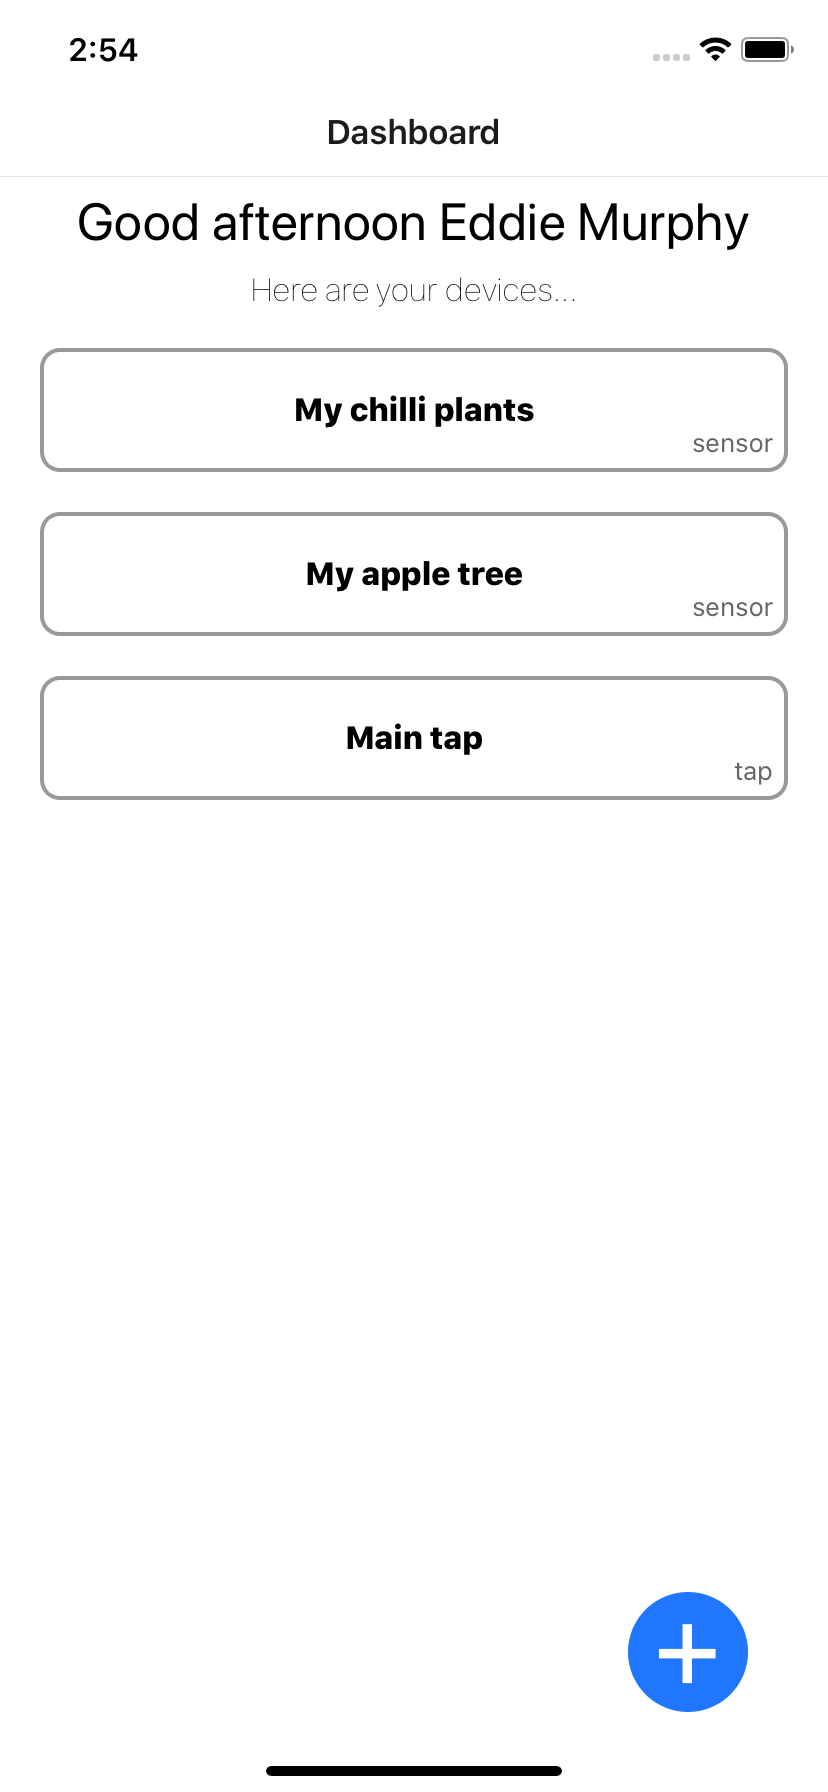 2:54
Dashboard
Good afternoon Eddie Murphy
Here are your devices...
My chilli plants
sensor
My apple tree
sensor
Main tap
tap